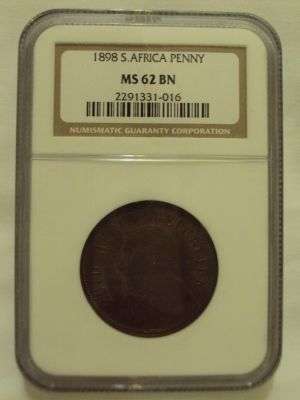 1898 S.AFRICA PENNY
MS 62 BN
2291331-016
NUMISMATIC GUARANTY CORPORATION